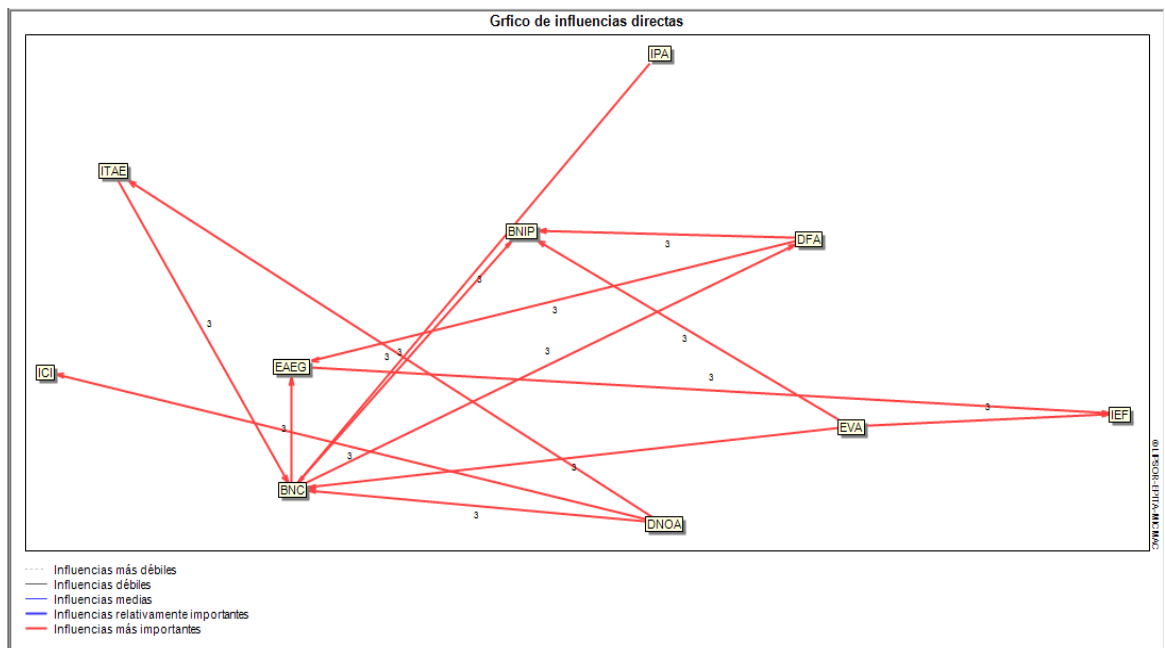 Grfico de influencias directas
IPA
ITAE
BNIP
DFA
3
3
3
3
3
3
3
3
ICI
EAEG
3
3
IEF
EVA
3
3
3
BNC
3
DNOA
© LIPSOR-EPITA-MICMAC
Influencias más débiles
Influencias débiles
Influencias medias
Influencias relativamente importantes
Influencias más importantes